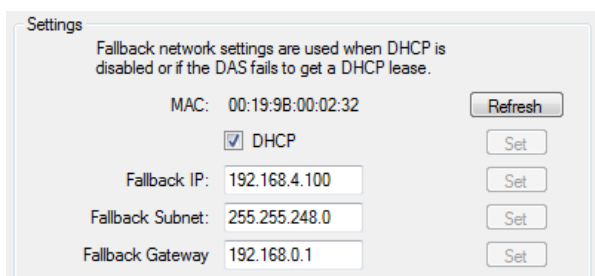 Settings
Fallback network settings are used when DHCP is
disabled or if the DAS fails to get a DHCP lease.
MAC: 00:19:9B:00:02:32 Refresh
DHCP Set
Fallback IP: 192.168.4.100 Set
Fallback Subnet: 255.255.248.0 Set
Fallback Gateway 192.168.0.1 Set